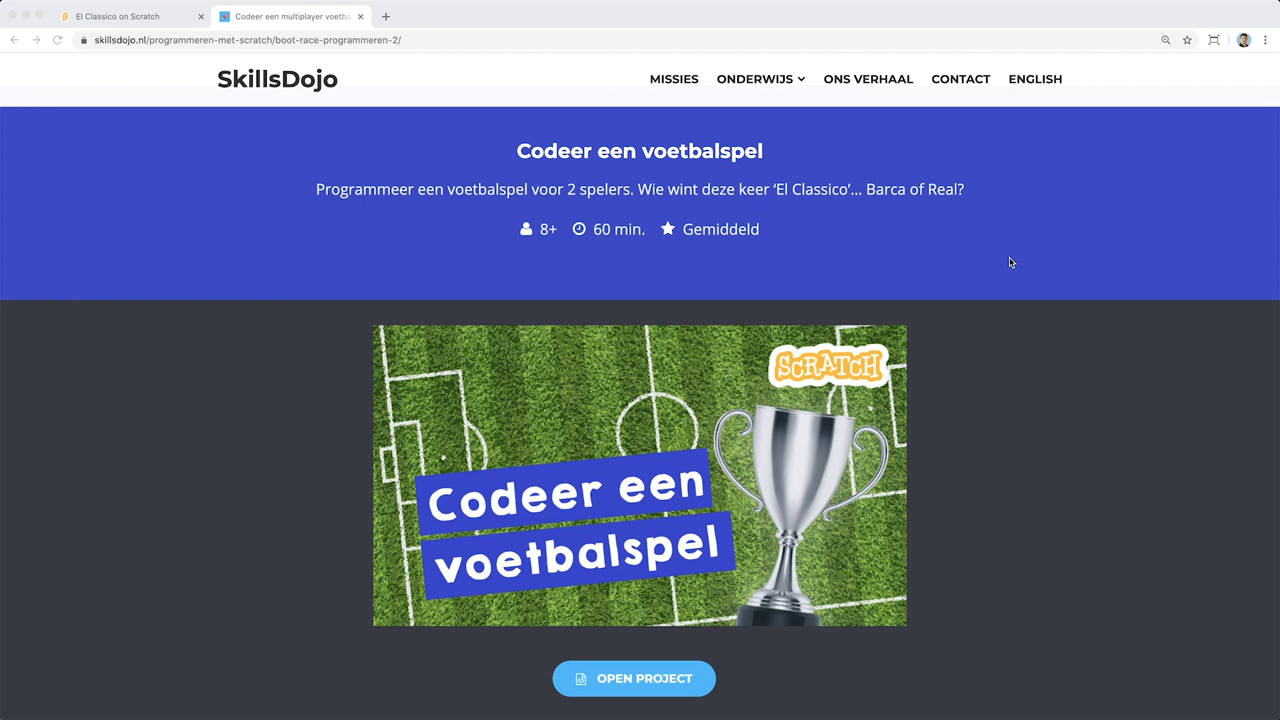 El Classico on Scratch
Codeer een multiplayer voetba
skillsdojo.nl/programmeren-met-scratch/boot-race-programmeren-2/
SkillsDojo
MISSIES ONDERWIJS ONS VERHAAL CONTACT ENGLISH
Codeer een voetbalspel
Programmeer een voetbalspel voor 2 spelers. Wie wint deze keer ‘El Classico’... Barca of Real?
8+ 60 min. Gemiddeld
SCRATCH
Codeer een
voetbalspel
OPEN PROJECT